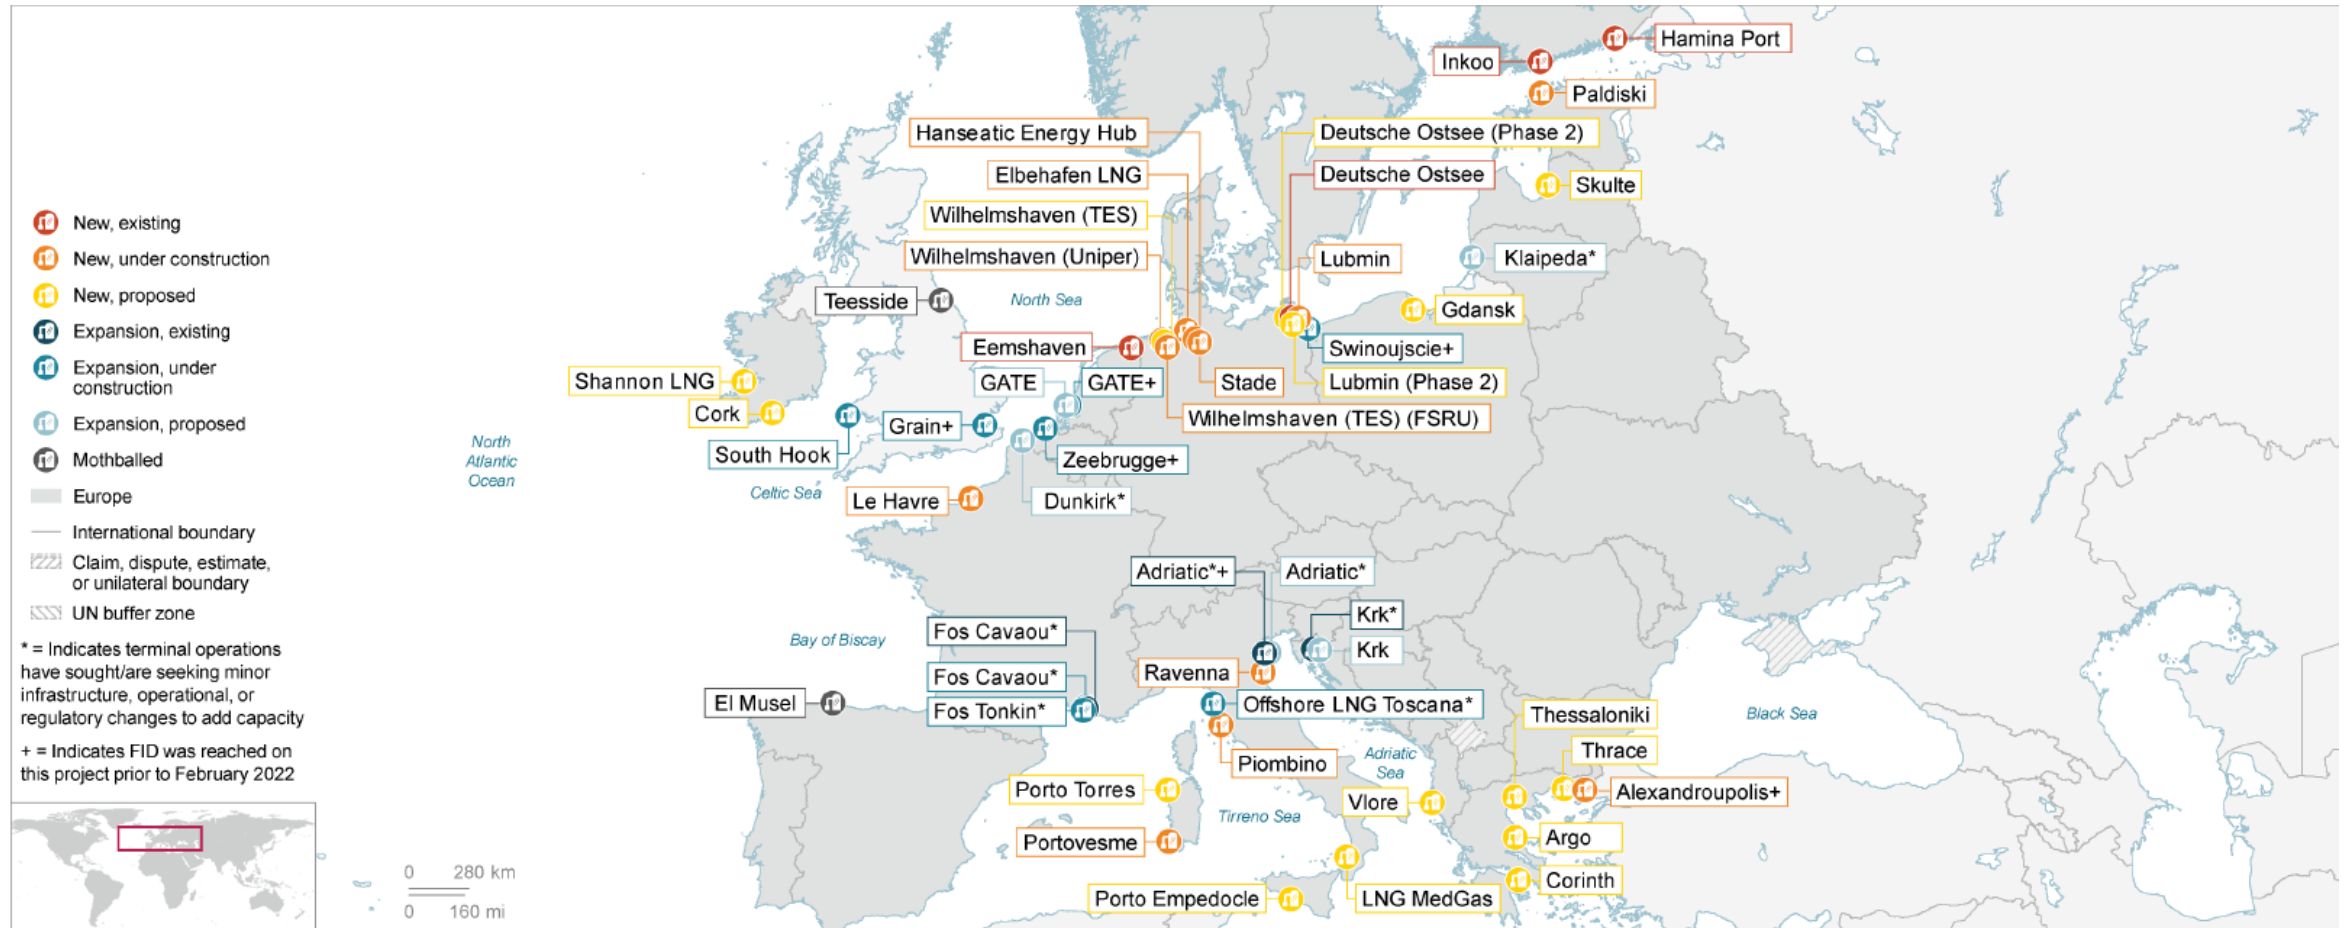 New, existing
New, under construction
New, proposed
Expansion, existing
Expansion, under
construction
Expansion, proposed
Mothballed
Europe
International boundary
Claim, dispute, estimate,
or unilateral boundary
UN buffer zone
* = Indicates terminal operations
have sought/are seeking minor
infrastructure, operational, or
regulatory changes to add capacity
+ = Indicates FID was reached on
this project prior to February 2022
0 280 km
0 160 mi
North
Atlantic
Ocean
Hamina Port
Inkoo
Paldiski
Hanseatic Energy Hub
Deutsche Ostsee (Phase 2)
Elbehafen LNG
Deutsche Ostsee
Skulte
Wilhelmshaven (TES)
Wilhelmshaven (Uniper)
Lubmin
Klaipeda*
Teesside
North Sea
Gdansk
Eemshaven
Swinoujscie+
Shannon LNG
GATE
GATE+
Stade
Lubmin (Phase 2)
Cork
Grain+
Wilhelmshaven (TES) (FSRU)
South Hook
Zeebrugge+
Celtic Sea
Le Havre
Dunkirk*
Adriatic*+
Adriatic*
Krk*
Fos Cavaou*
Bay of Biscay
Krk
Ravenna
Fos Cavaou*
El Musel
Fos Tonkin*
Offshore LNG Toscana*
Thessaloniki
Black Sea
Thrace
Adriatic
Sea
Piombino
Porto Torres
Vlore
Alexandroupolis+
Tirreno Sea
Portovesme
Argo
Corinth
Porto Empedocle
LNG MedGas